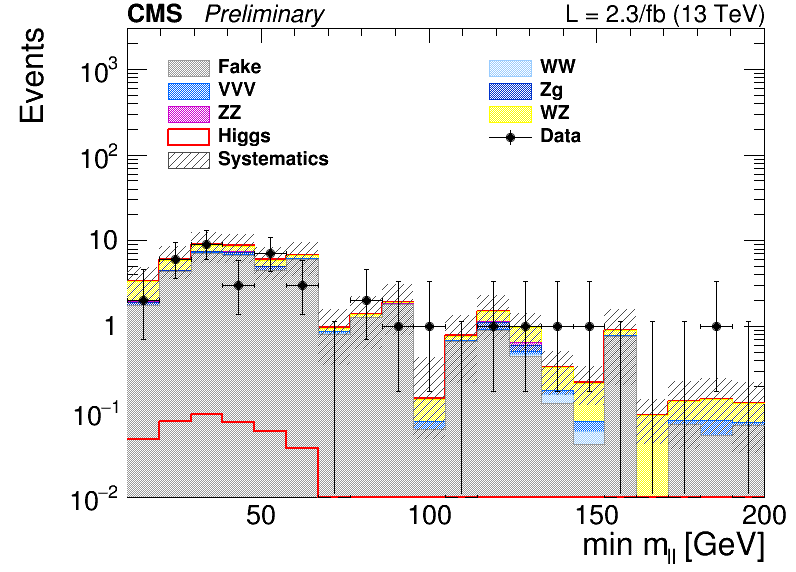 CMS Preliminary L = 2.3/fb (13 TeV)
Events
Fake
VVV
ZZ
Higgs
Systematics
WW
Zg
WZ
Data
10³
10²
10
1
10⁻¹
10⁻²
50 100 150 200
min m_ll [GeV]